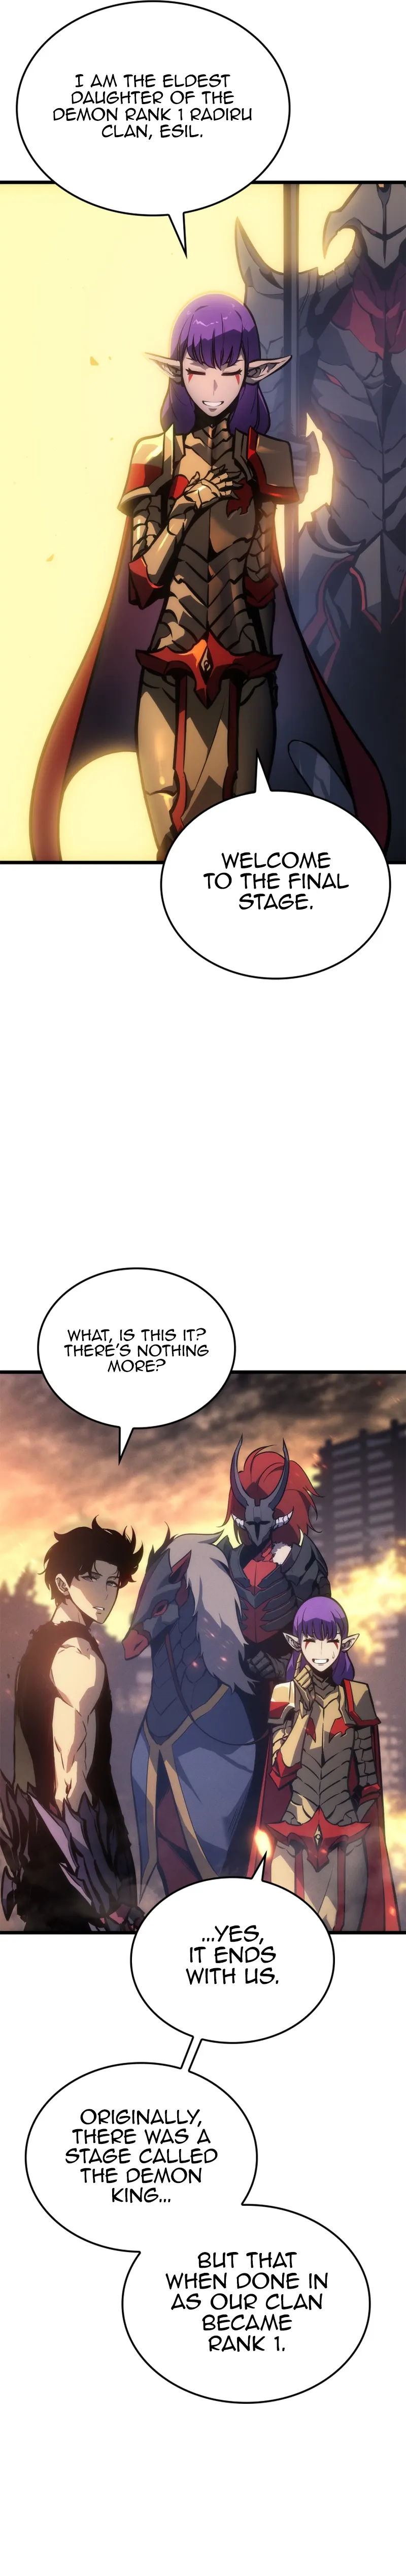 I AM THE ELDEST
DAUGHTER OF THE
DEMON RANK 1 RADIRU
CLAN, ESIL.
WELCOME
TO THE FINAL
STAGE.
WHAT, IS THIS IT?
THERE'S NOTHING
MORE?
...YES,
IT ENDS
WITH US.
ORIGINALLY,
THERE WAS A
STAGE CALLED
THE DEMON
KING...
BUT THAT
WHEN DONE IN
AS OUR CLAN
BECAME
RANK 1.